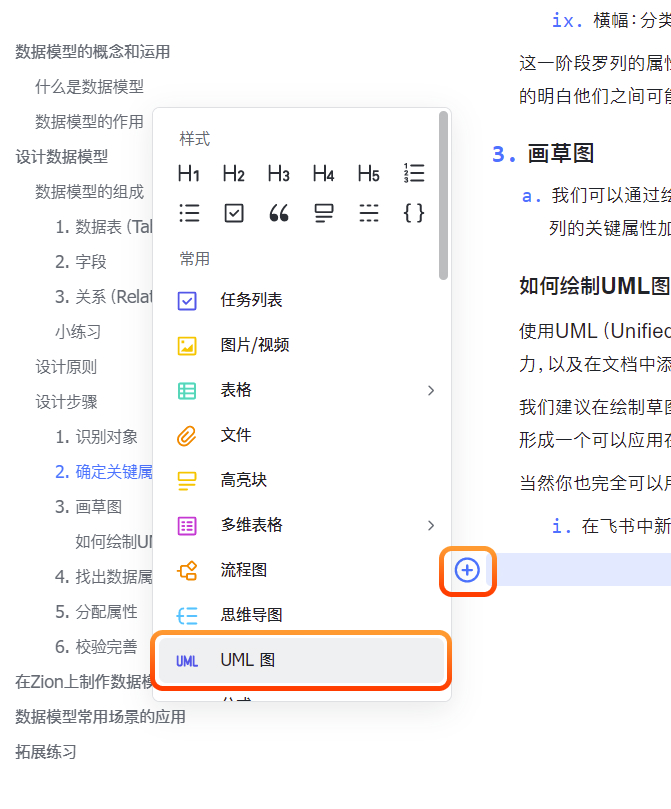 数据模型的概念和运用
什么是数据模型
数据模型的作用
设计数据模型
数据模型的组成
1. 数据表 (Tal
2. 字段
3. 关系 (Relat
小练习
设计原则
设计步骤
1. 识别对象
2. 确定关键属
3. 画草图
如何绘制UM
4. 找出数据属
5. 分配属性
6. 校验完善
在Zion上制作数据模
数据模型常用场景的应用
拓展练习
样式
H1 H2 H3 H4 H5
常用
任务列表
图片/视频
表格
文件
高亮块
多维表格
流程图
思维导图
UML UML 图
ix. 横幅：分类
这一阶段罗列的属性
的明白他们之间可能
3. 画草图
a. 我们可以通过绘
列的关键属性加
如何绘制UML图
使用UML（Unified
力，以及在文档中添
我们建议在绘制草图
形成一个可以应用在
当然你也完全可以用
i. 在飞书中新